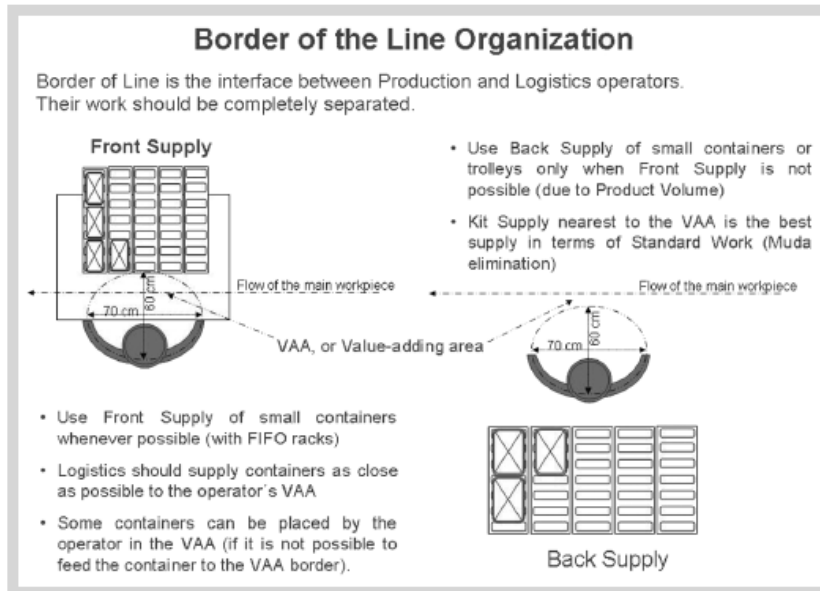 Border of the Line Organization
Border of Line is the interface between Production and Logistics operators.
Their work should be completely separated.
Front Supply
Flow of the main workpiece
70 cm
60 cm
• Use Front Supply of small containers
whenever possible (with FIFO racks)
• Logistics should supply containers as close
as possible to the operator´s VAA
• Some containers can be placed by the
operator in the VAA (if it is not possible to
feed the container to the VAA border).
• Use Back Supply of small containers or
trolleys only when Front Supply is not
possible (due to Product Volume)
• Kit Supply nearest to the VAA is the best
supply in terms of Standard Work (Muda
elimination)
Flow of the main workpiece
VAA, or Value-adding area
70 cm
60 cm
Back Supply